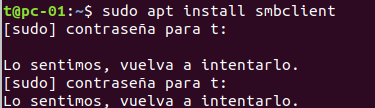 t@pc-01:~$ sudo apt install smbclient
[sudo] contraseña para t:
Lo sentimos, vuelva a intentarlo.
[sudo] contraseña para t:
Lo sentimos, vuelva a intentarlo.